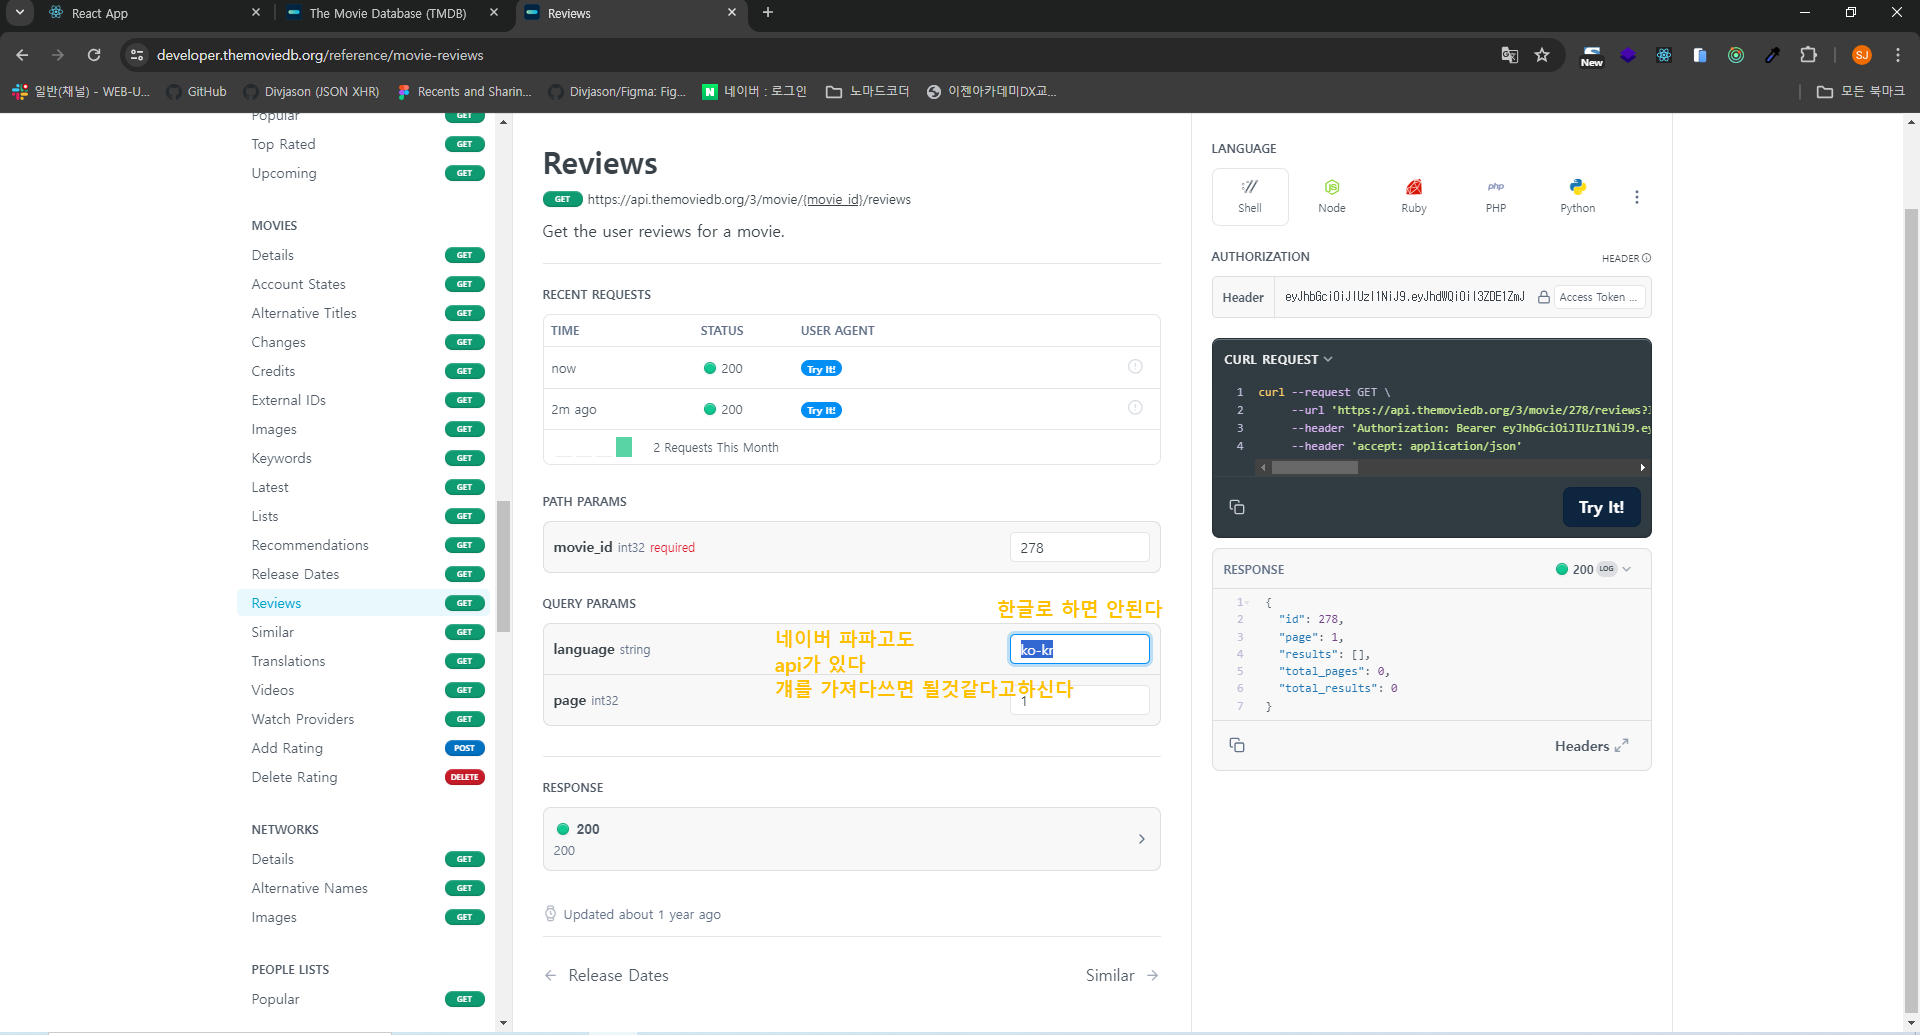 React App
The Movie Database (TMDB)
Reviews
developer.themoviedb.org/reference/movie-reviews
New
SJ
일반(채널) - WEB-U...
GitHub
Divjason (JSON XHR)
Recents and Sharin...
Divjason/Figma: Fig...
N 네이버 : 로그인
노마드코더
이젠아카데미DX교...
모든 북마크
Popular GET
Top Rated GET
Upcoming GET
MOVIES
Details GET
Account States GET
Alternative Titles GET
Changes GET
Credits GET
External IDs GET
Images GET
Keywords GET
Latest GET
Lists GET
Recommendations GET
Release Dates GET
Reviews GET
Similar GET
Translations GET
Videos GET
Watch Providers GET
Add Rating POST
Delete Rating DELETE
NETWORKS
Details GET
Alternative Names GET
Images GET
PEOPLE LISTS
Popular GET
Reviews
GET https://api.themoviedb.org/3/movie/{movie_id}/reviews
Get the user reviews for a movie.
RECENT REQUESTS
TIME STATUS USER AGENT
now 200 Try It!
2m ago 200 Try It!
2 Requests This Month
PATH PARAMS
movie_id int32 required 278
QUERY PARAMS
한글로 하면 안된다
language string ko-kr
네이버 파파고도
api가 있다
걔를 가져다쓰면 될것같다고하신다
page int32 1
RESPONSE
200
200
Updated about 1 year ago
Release Dates
Similar
LANGUAGE
Shell
Node
Ruby
php
PHP
Python
AUTHORIZATION HEADER
Header eyJhbGciOiJIUzI1NiJ9.eyJhdWQiOiI3ZDE1ZmJ Access Token ...
CURL REQUEST
1 curl --request GET \
2 --url 'https://api.themoviedb.org/3/movie/278/reviews?l
3 --header 'Authorization: Bearer eyJhbGciOiJIUzI1NiJ9.ey
4 --header 'accept: application/json'
Try It!
RESPONSE 200 LOG
1 {
2 "id": 278,
3 "page": 1,
4 "results": [],
5 "total_pages": 0,
6 "total_results": 0
7 }
Headers